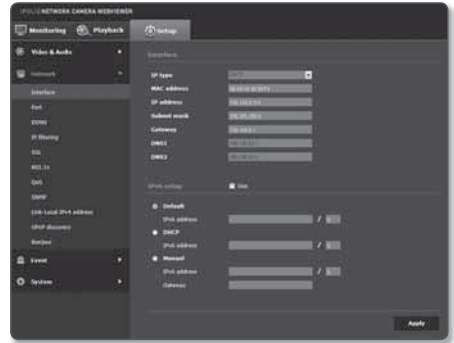 iPOLiS NETWORK CAMERA WEBVIEWER
Monitoring
Playback
Setup
Video & Audio
Network
Interface
Port
DDNS
IP filtering
SSL
802.1x
QoS
SNMP
Link-Local IPv4 address
UPnP discovery
Bonjour
Event
System
Interface
IP type
MAC address
IP address
Subnet mask
Gateway
DNS1
DNS2
IPv6 setup
Use
Default
IPv6 address /
DHCP
IPv6 address /
Manual
IPv6 address /
Gateway
Apply